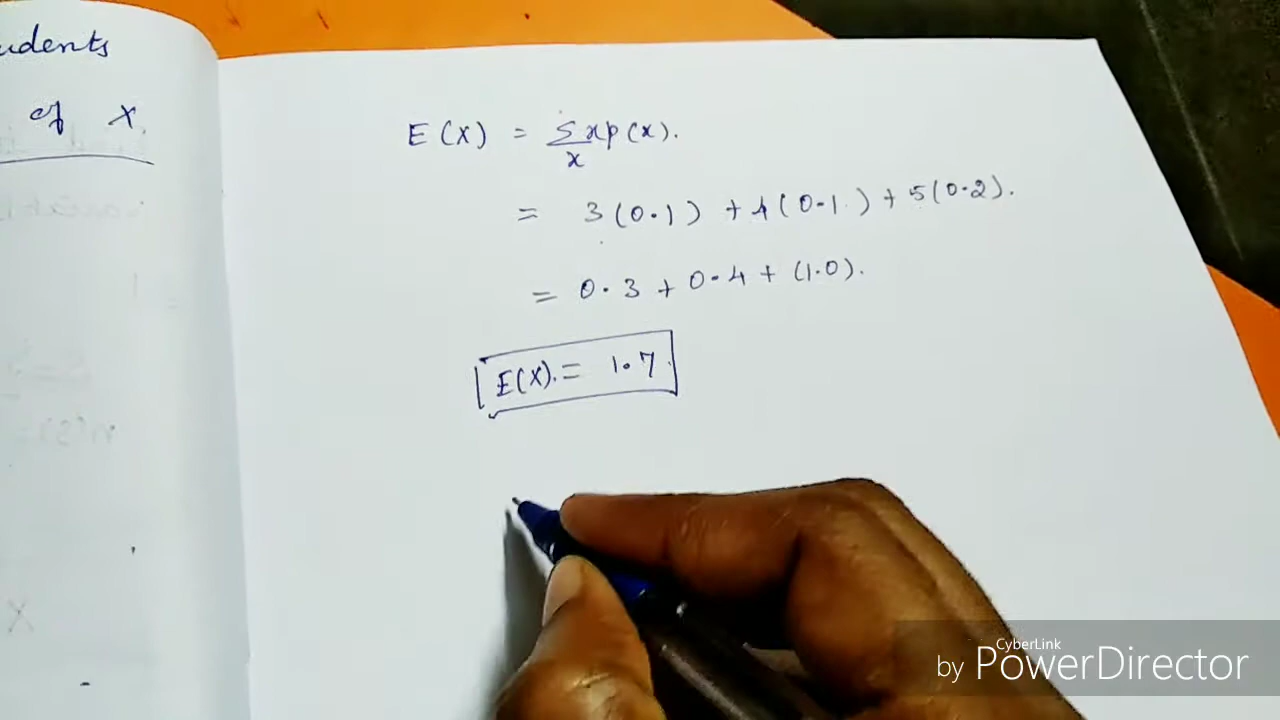 udents
of X
E(X) = Σxp(x).
x
= 3(0.1) + 4(0.1) + 5(0.2).
= 0.3 + 0.4 + (1.0).
E(X). = 1.7
CyberLink
by PowerDirector